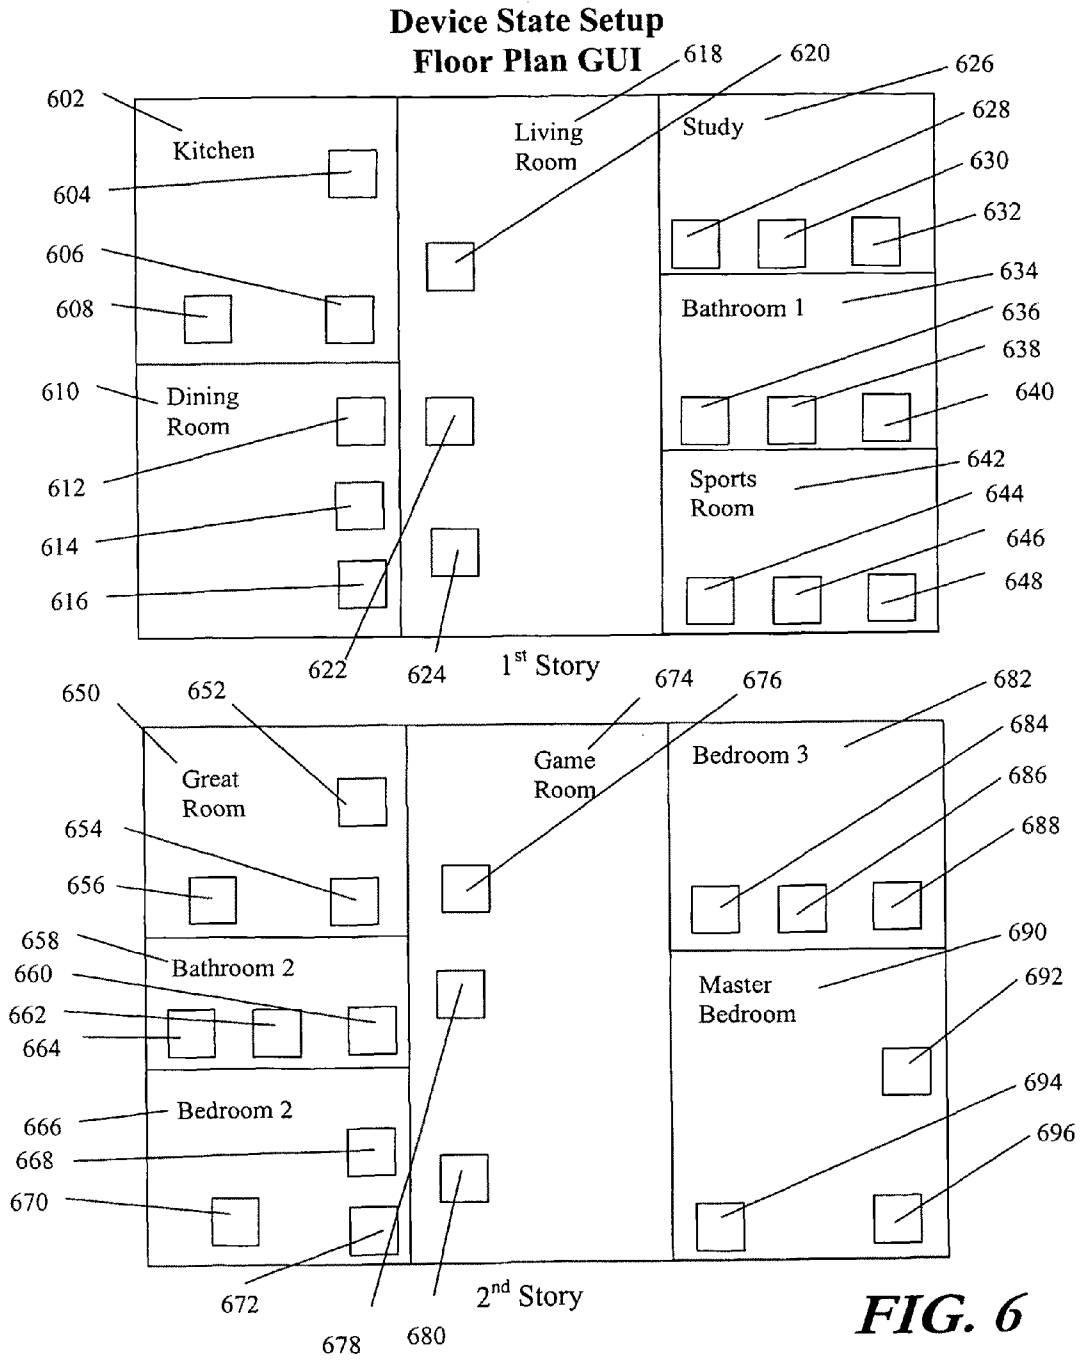 Device State Setup
Floor Plan GUI
618
620
602
626
Living
Room
Study
628
Kitchen
630
604
632
606
634
608
Bathroom 1
636
638
610
Dining
Room
640
612
642
Sports
Room
644
614
646
616
648
622
624
1st Story
650
652
674
676
682
684
Great
Room
Game
Room
Bedroom 3
686
654
688
656
658
690
660
Bathroom 2
Master
Bedroom
692
662
664
694
666
Bedroom 2
668
696
670
672
678
680
2nd Story
FIG. 6